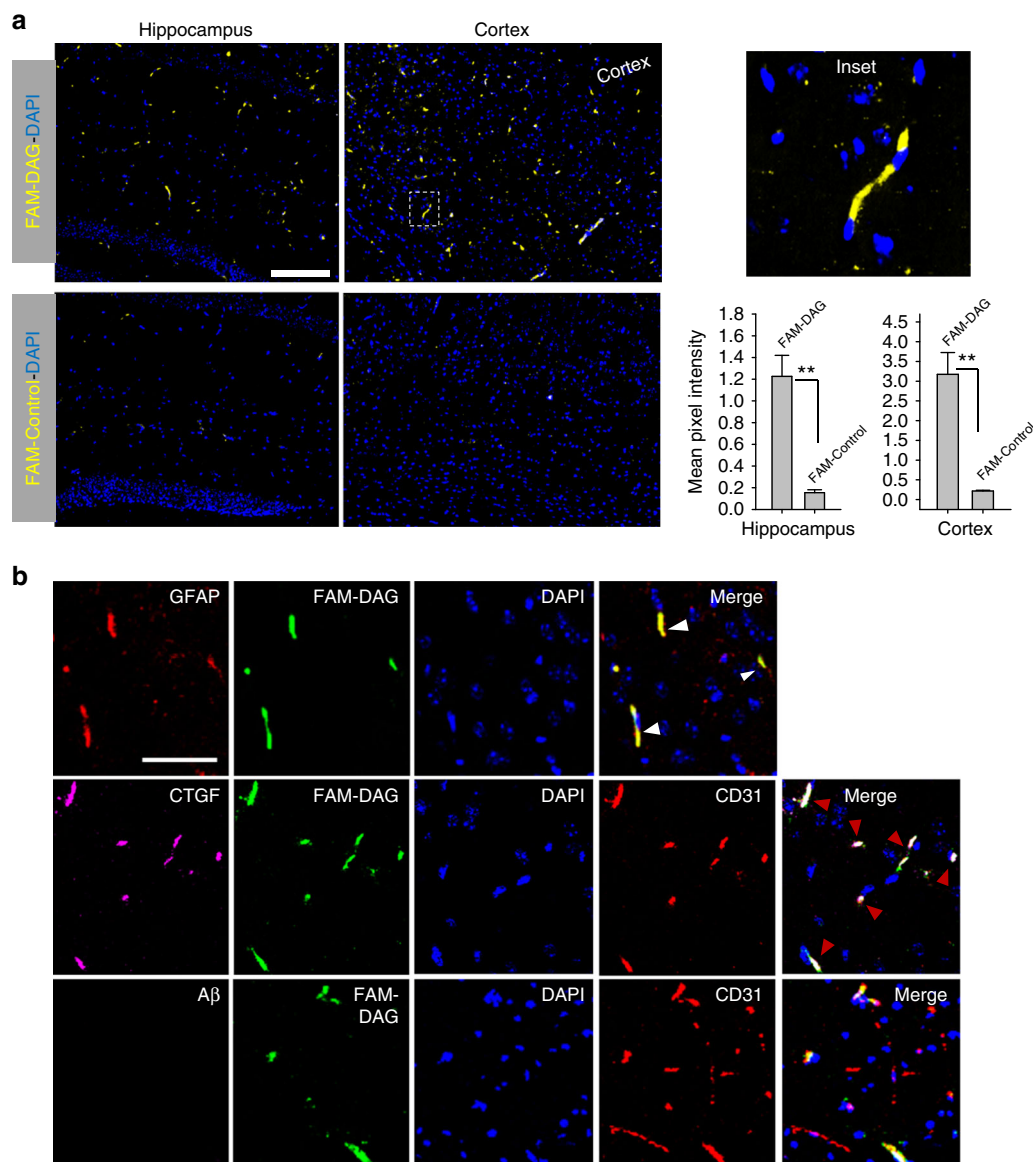 a
Hippocampus
Cortex
FAM-DAG-DAPI
Cortex
Inset
FAM-Control-DAPI
Mean pixel intensity
1.8
1.6
1.4
1.2
1.0
0.8
0.6
0.4
0.2
0.0
FAM-DAG
**
FAM-Control
Hippocampus
4.5
4.0
3.5
3.0
2.5
2.0
1.5
1.0
0.5
0.0
FAM-DAG
**
FAM-Control
Cortex
b
GFAP
FAM-DAG
DAPI
Merge
CTGF
FAM-DAG
DAPI
CD31
Merge
Aβ
FAM-
DAG
DAPI
CD31
Merge